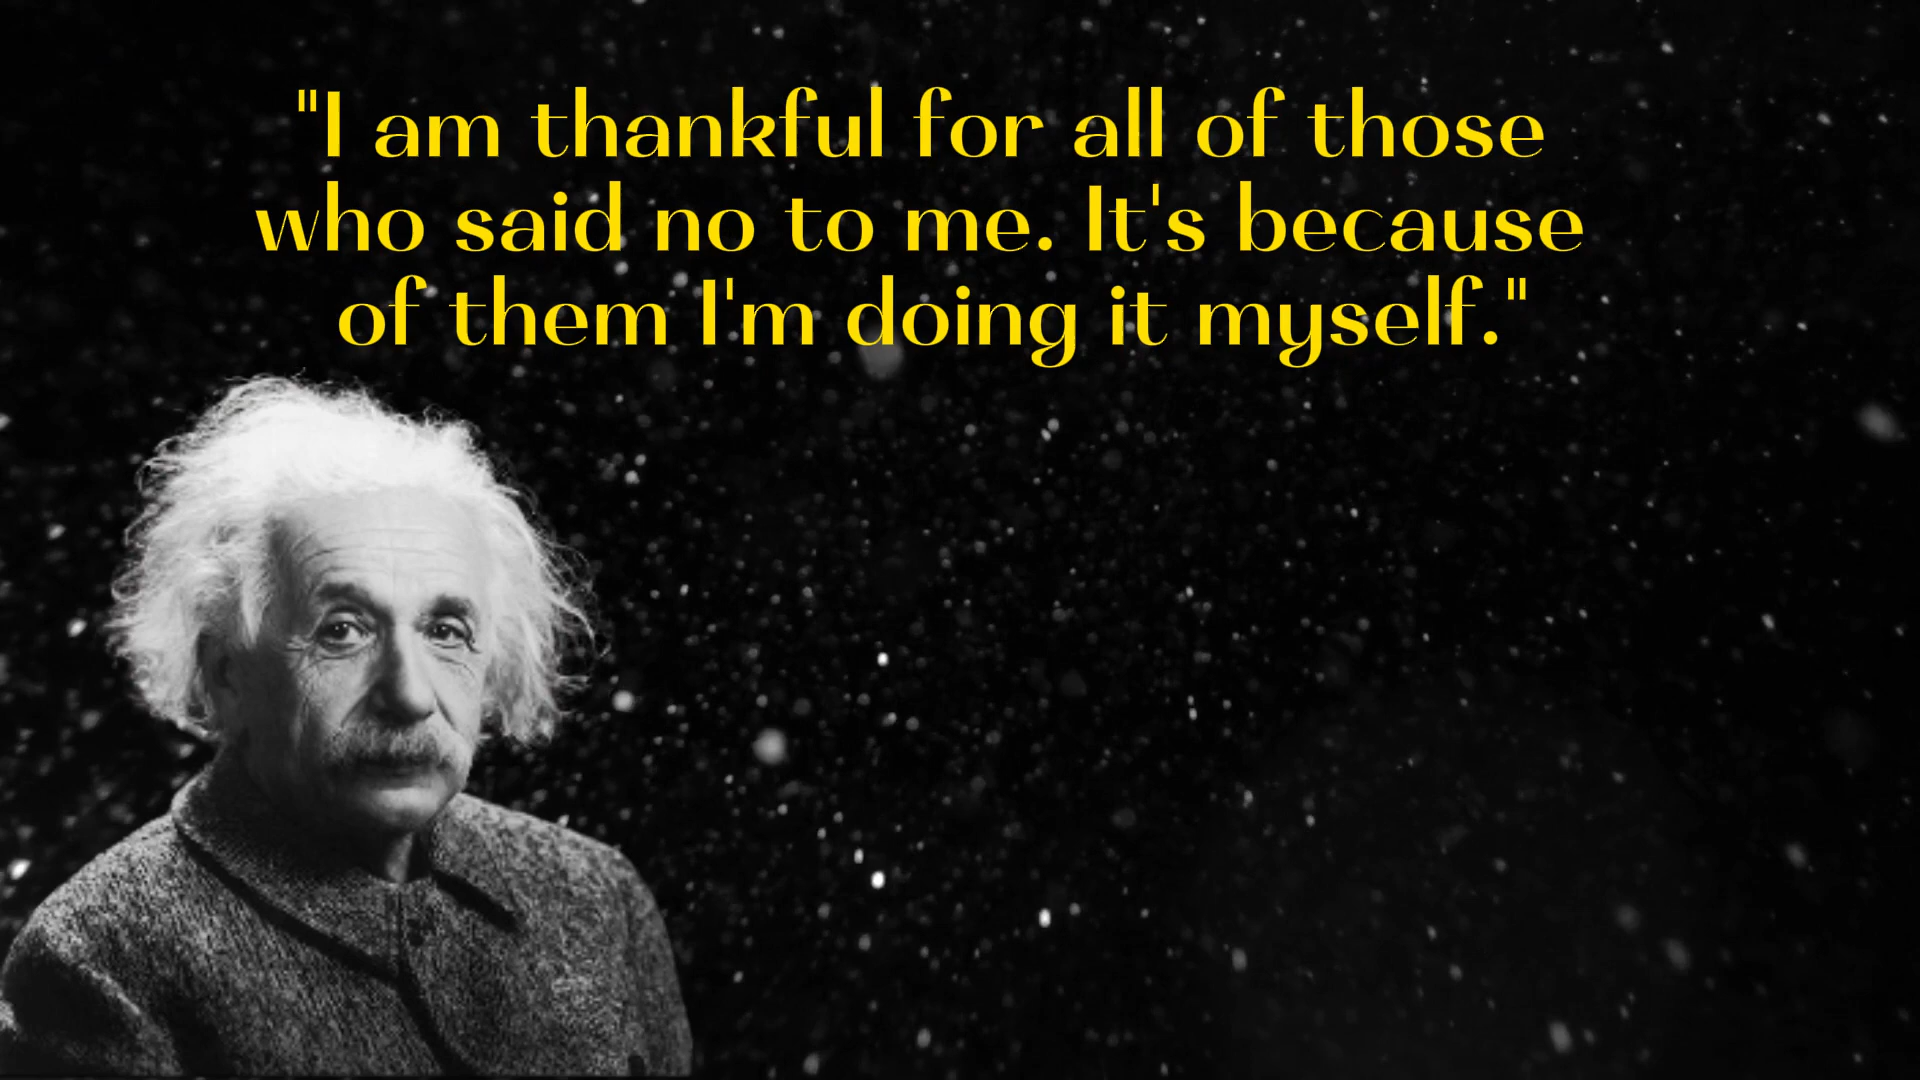 "I am thankful for all of those
who said no to me. It's because
of them I'm doing it myself."